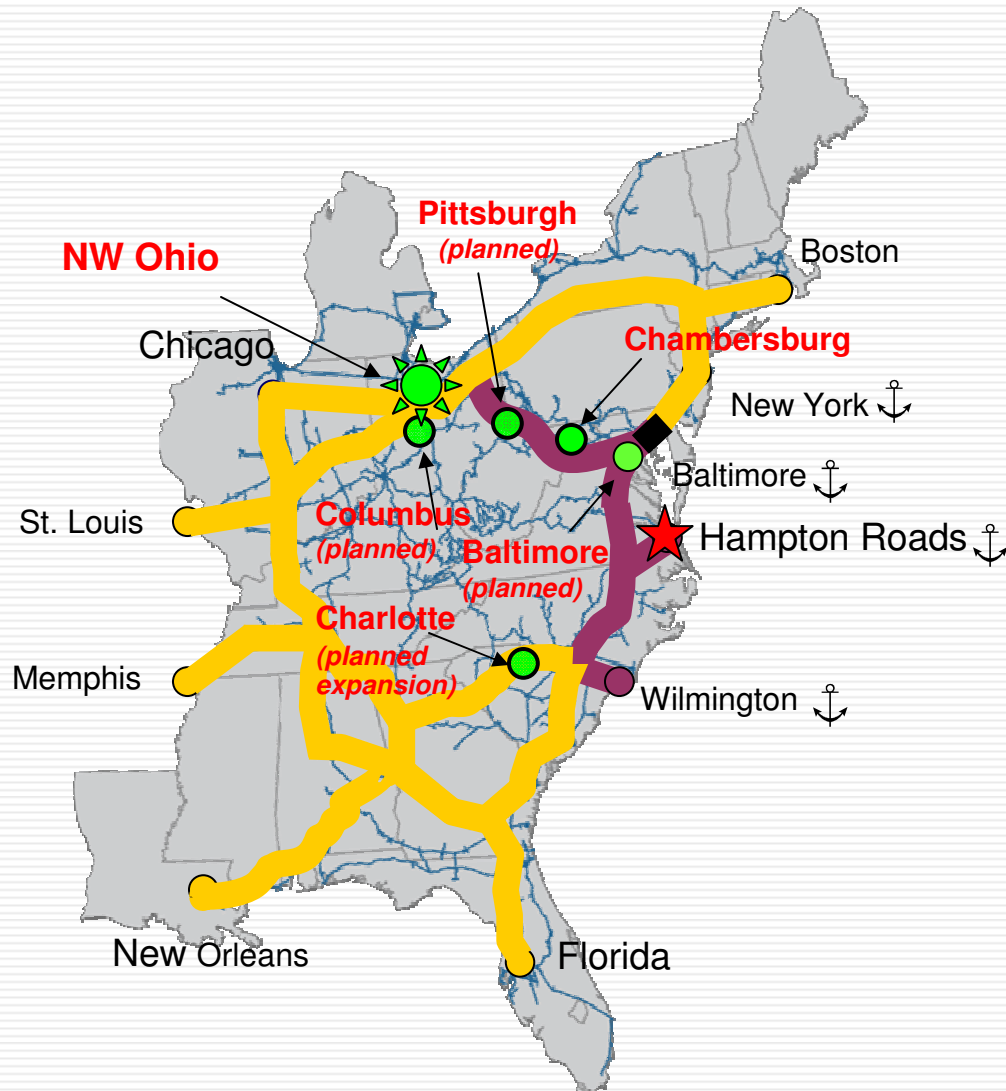 Pittsburgh
(planned)
NW Ohio
Boston
Chambersburg
Chicago
New York
Baltimore
St. Louis
Columbus
(planned)
Hampton Roads
Baltimore
(planned)
Charlotte
(planned
expansion)
Memphis
Wilmington
New Orleans
Florida